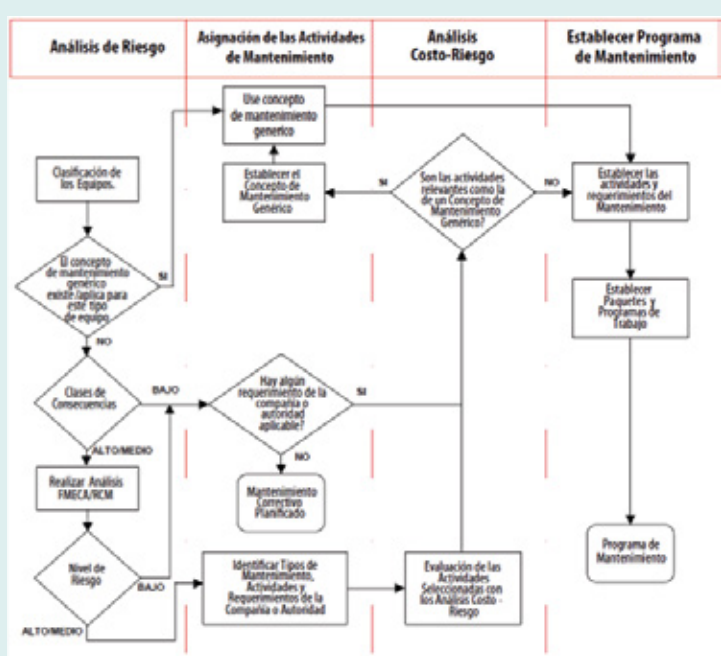 Análisis de Riesgo
Asignación de las Actividades
de Mantenimiento
Análisis
Costo-Riesgo
Establecer Programa
de Mantenimiento
Use concepto
de mantenimiento
generico
Clasificación de
los Equipos.
Establecer el
Concepto de
Mantenimiento
Genérico
SI
Son las actividades
relevantes como la
de un Concepto de
Mantenimiento
Genérico?
NO
Establecer las
actividades y
requerimientos del
Mantenimiento
El concepto
de mantenimiento
genérico
existe/aplica para
este tipo
de equipo
SI
NO
Establecer
Paquetes y
Programas de
Trabajo
Clases de
Consecuencias
BAJO
Hay algún
requerimiento de la
compañía o
autoridad
aplicable?
SI
ALTO/MEDIO
NO
Realizar Análisis
FMECA/RCM
Mantenimiento
Correctivo
Planificado
Nivel de
Riesgo
BAJO
ALTO/MEDIO
Identificar Tipos de
Mantenimiento,
Actividades y
Requerimientos de la
Compañía o Autoridad
Evaluación de las
Actividades
Seleccionadas con
los Análisis Costo -
Riesgo
Programa de
Mantenimiento